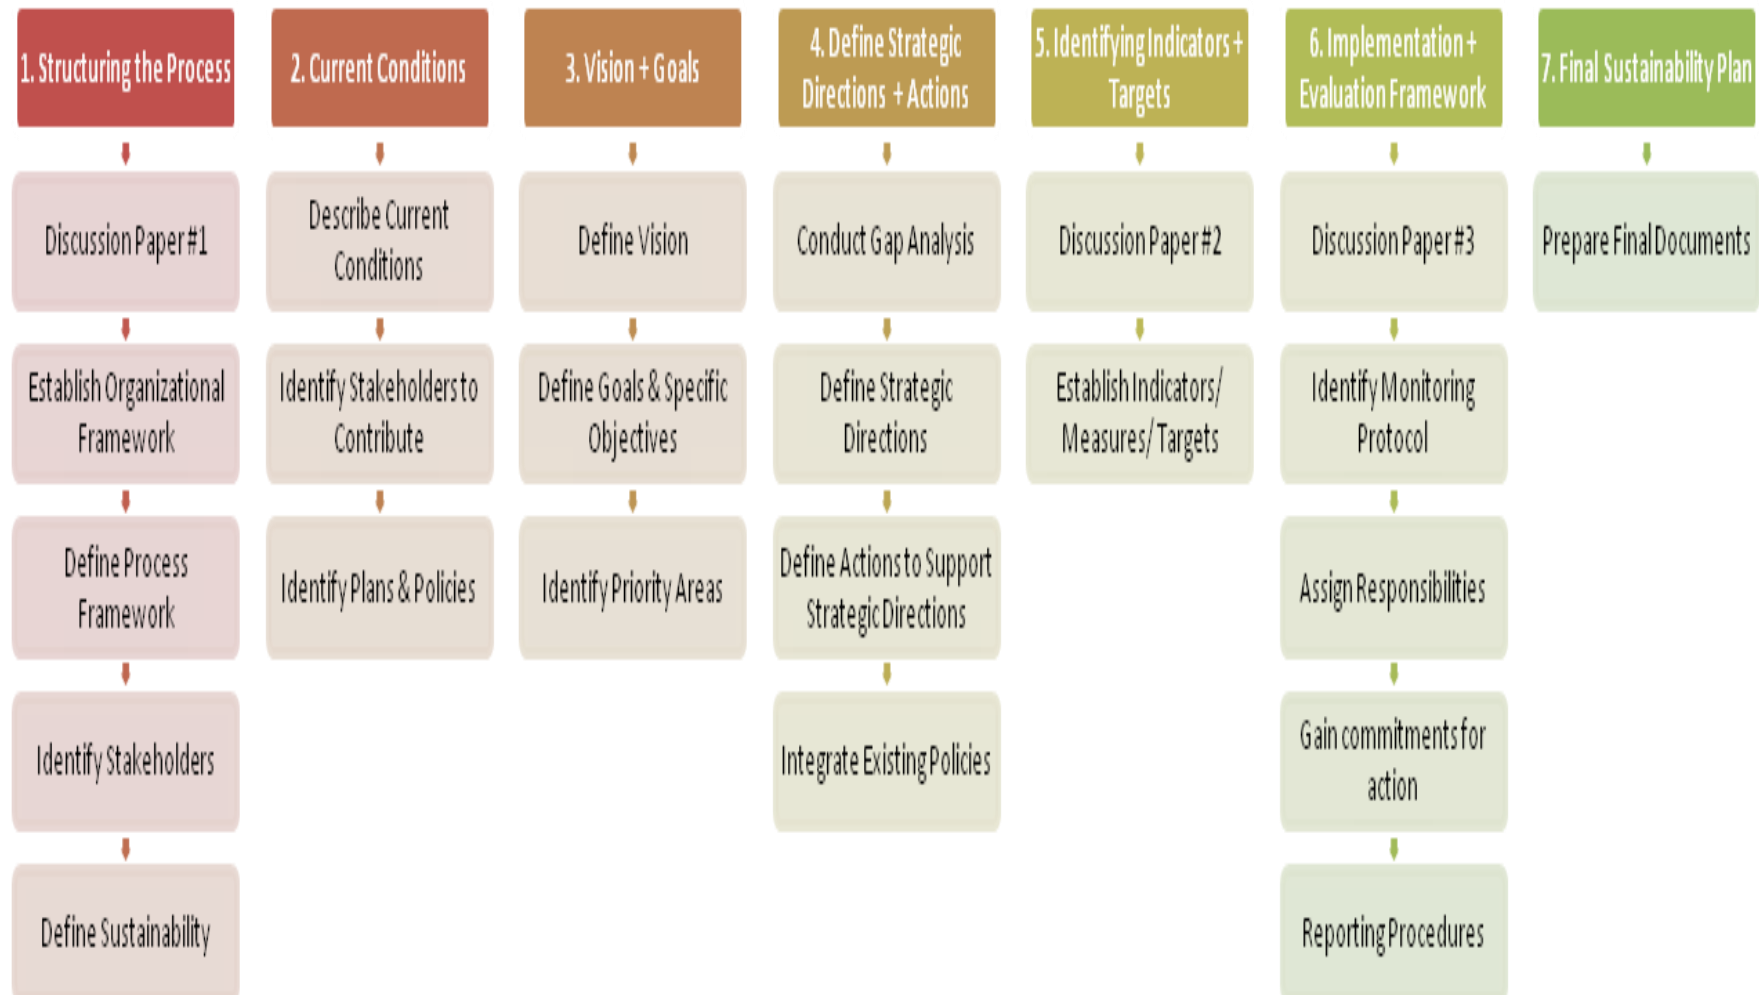 1. Structuring the Process
Discussion Paper #1
Establish Organizational
Framework
Define Process
Framework
Identify Stakeholders
Define Sustainability
2. Current Conditions
Describe Current
Conditions
Identify Stakeholders to
Contribute
Identify Plans & Policies
3. Vision + Goals
Define Vision
Define Goals & Specific
Objectives
Identify Priority Areas
4. Define Strategic
Directions + Actions
Conduct Gap Analysis
Define Strategic
Directions
Define Actions to Support
Strategic Directions
Integrate Existing Policies
5. Identifying Indicators +
Targets
Discussion Paper #2
Establish Indicators/
Measures/ Targets
6. Implementation +
Evaluation Framework
Discussion Paper #3
Identify Monitoring
Protocol
Assign Responsibilities
Gain commitments for
action
Reporting Procedures
7. Final Sustainability Plan
Prepare Final Documents